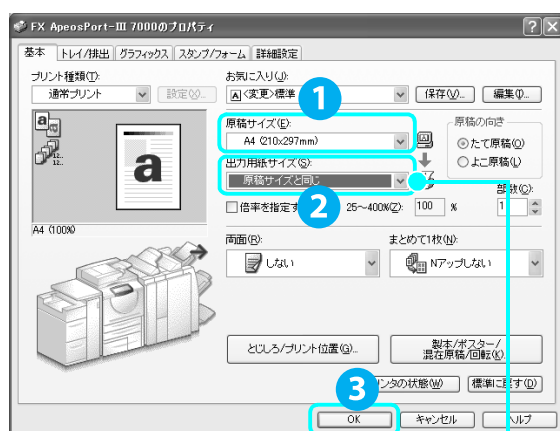 FX ApeosPort-III 7000のプロパティ
基本 トレイ/排出 グラフィックス スタンプ/フォーム 詳細設定
プリント種類(T): お気に入り(J):
通常プリント 設定(X)... A <変更>標準 保存(V)... 編集(I)...
1
原稿サイズ(E): 原稿の向き
A4 (210x297mm) たて原稿(O)
出力用紙サイズ(S): よこ原稿(L)
原稿サイズと同じ 部数(C):
2
倍率を指定す 25～400%(Z): 100 % 1
a
12..
12..
a
A4 (100%)
両面(R): まとめて1枚(N):
しない Nアップしない
とじしろ/プリント位置(G)... 製本/ポスター/
混在原稿/回転(K)...
ンタの状態(W) 標準に戻す(D)
3
OK キャンセル ヘルプ